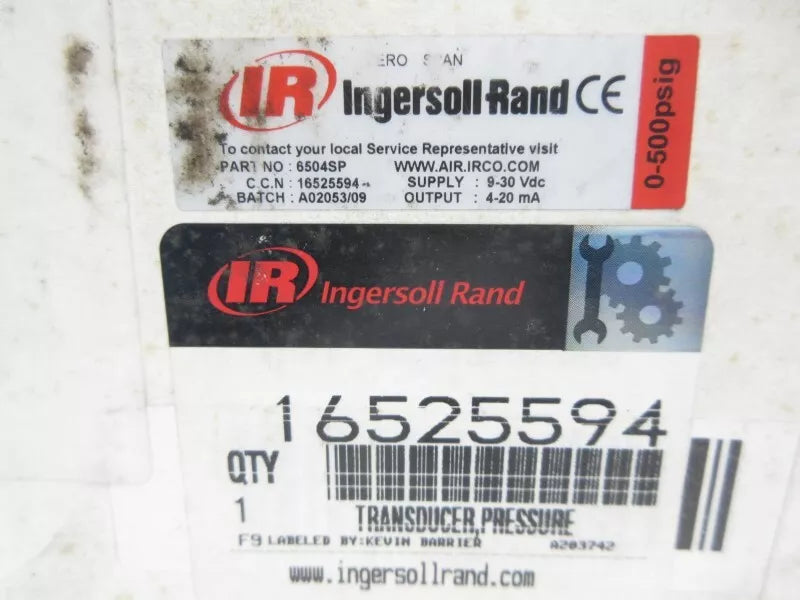 ERO SPAN
IR Ingersoll-Rand CE
0-500psig
To contact your local Service Representative visit
PART NO : 6504SP WWW.AIR.IRCO.COM
C.C.N : 16525594 SUPPLY : 9-30 Vdc
BATCH : A02053/09 OUTPUT : 4-20 mA
IR Ingersoll Rand
16525594
QTY
1 TRANSDUCER,PRESSURE
F9 LABELED BY:KEVIN BARRIER A203742
www.ingersollrand.com